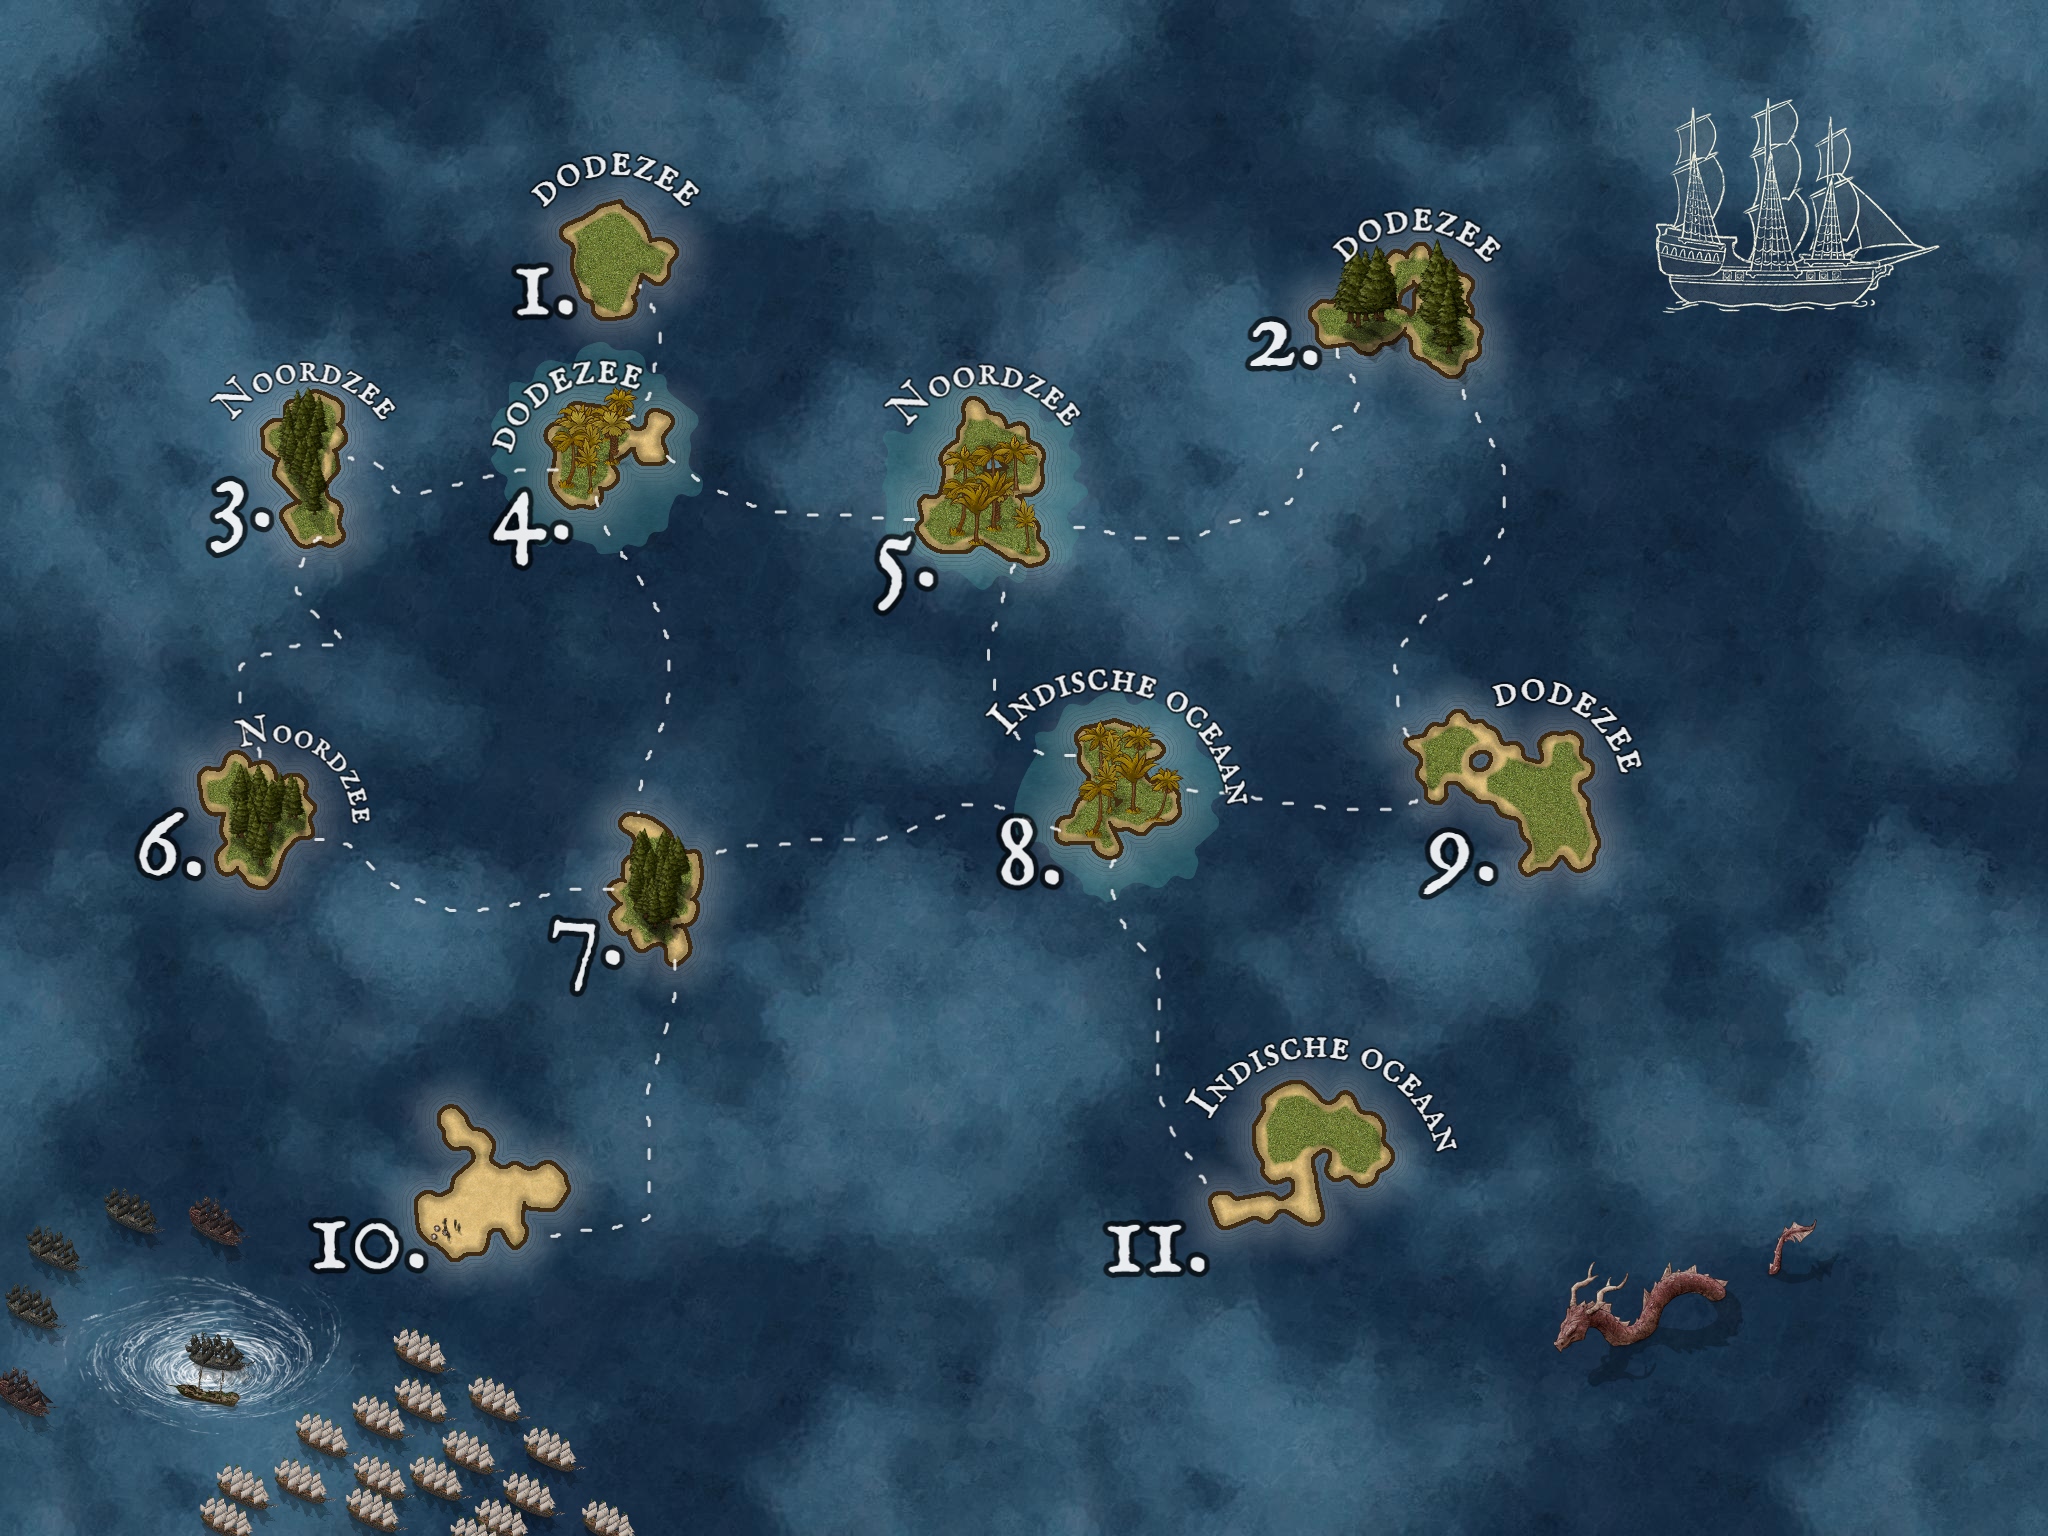 DODEZEE
1.
DODEZEE
2.
NOORDZEE
3.
DODEZEE
4.
NOORDZEE
5.
NOORDZEE
6.
7.
INDISCHE OCEAAN
8.
DODEZEE
9.
10.
INDISCHE OCEAAN
11.